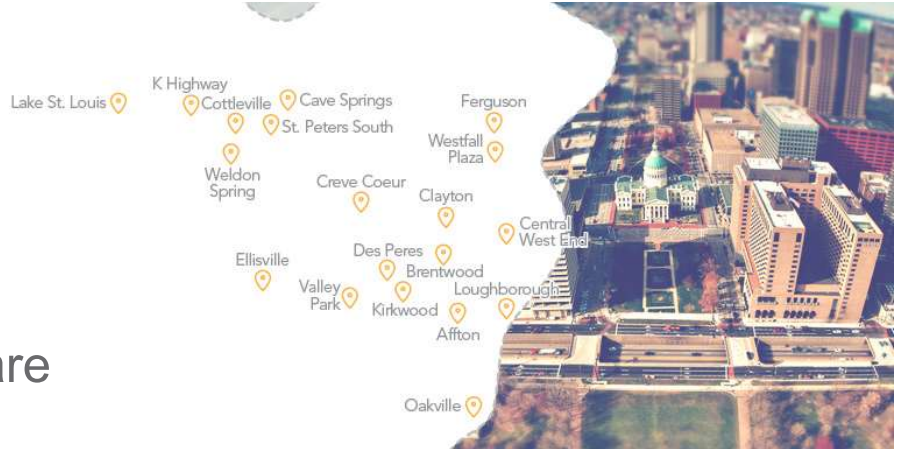 K Highway
Lake St. Louis
Cottleville
Cave Springs
St. Peters South
Ferguson
Westfall
Plaza
Weldon
Spring
Creve Coeur
Clayton
Central
West End
Des Peres
Brentwood
Ellisville
Valley
Park
Kirkwood
Loughborough
Affton
are
Oakville